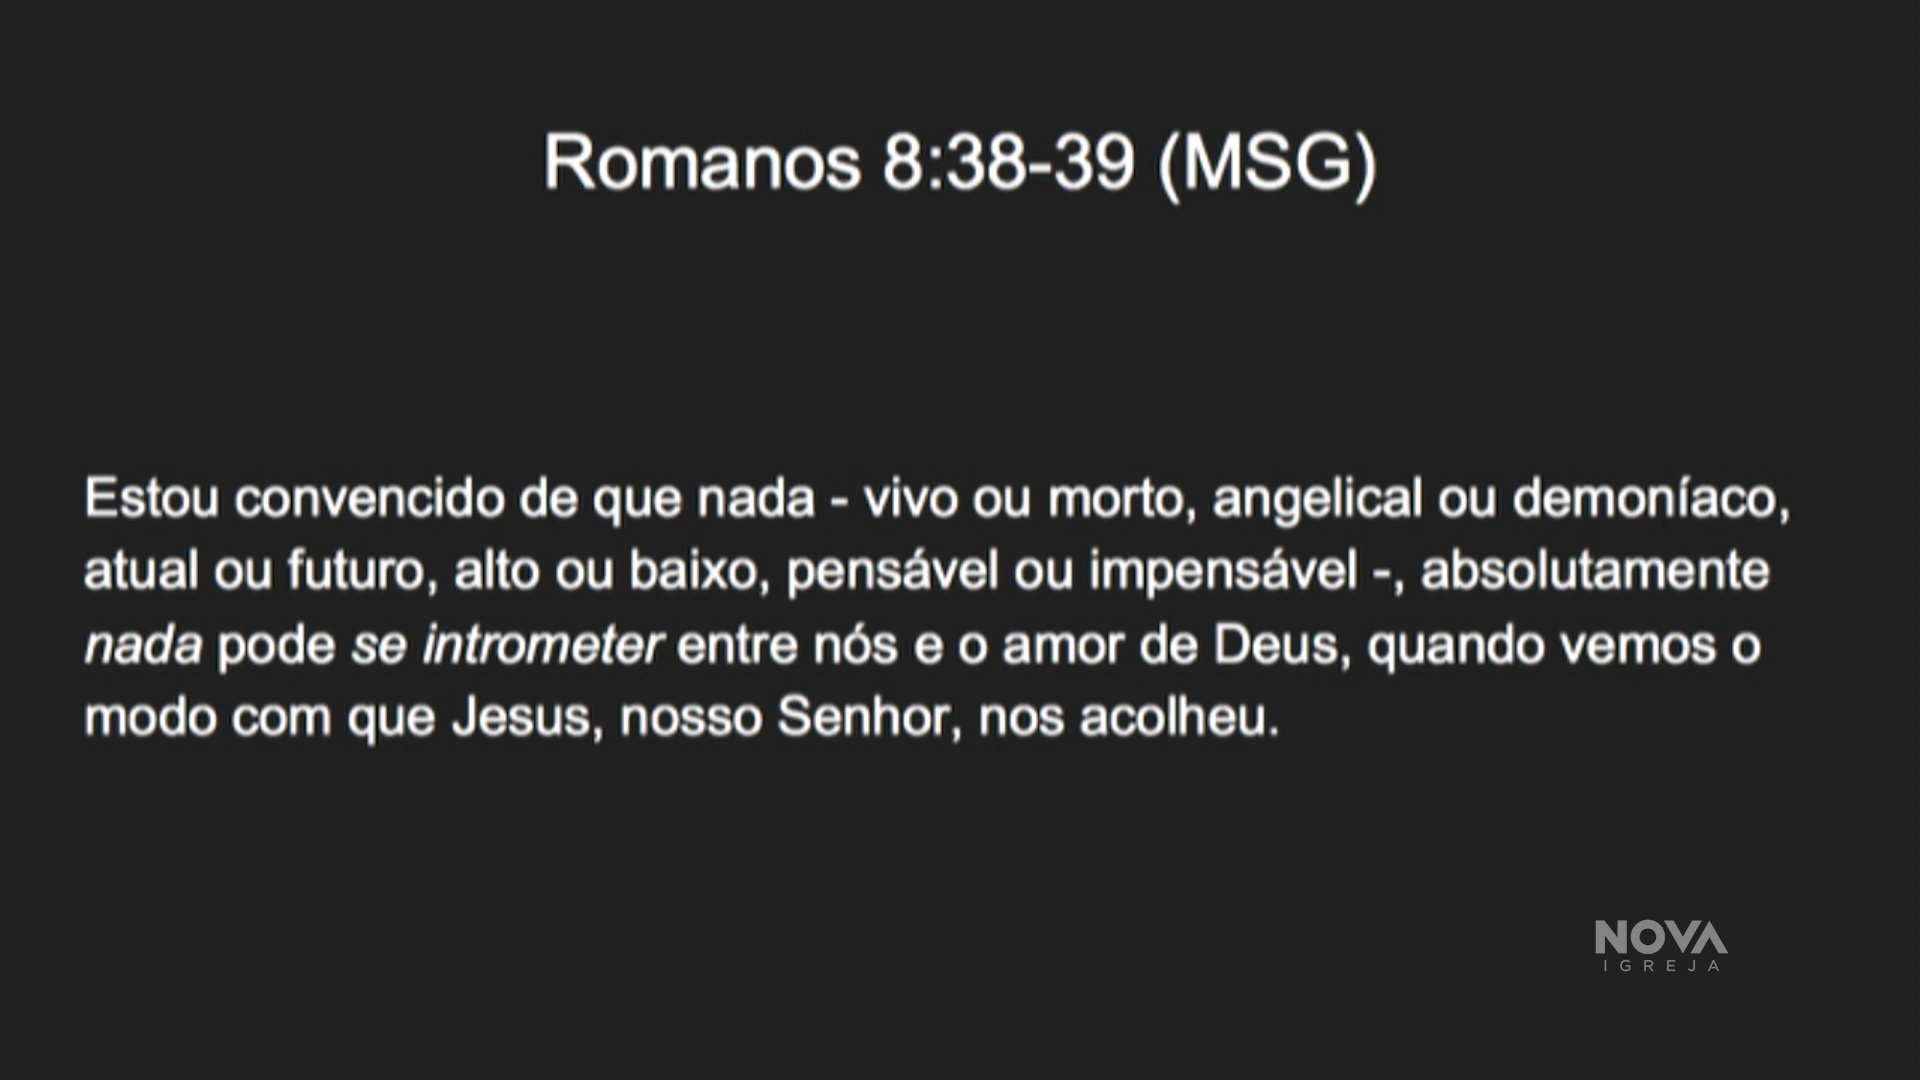 Romanos 8:38-39 (MSG)
Estou convencido de que nada - vivo ou morto, angelical ou demoníaco,
atual ou futuro, alto ou baixo, pensável ou impensável -, absolutamente
nada pode se intrometer entre nós e o amor de Deus, quando vemos o
modo com que Jesus, nosso Senhor, nos acolheu.
NOVA
IGREJA